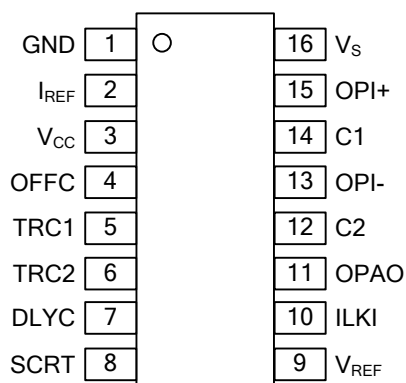 GND 1 16 VS
IREF 2 15 OPI+
VCC 3 14 C1
OFFC 4 13 OPI-
TRC1 5 12 C2
TRC2 6 11 OPAO
DLYC 7 10 ILKI
SCRT 8 9 VREF